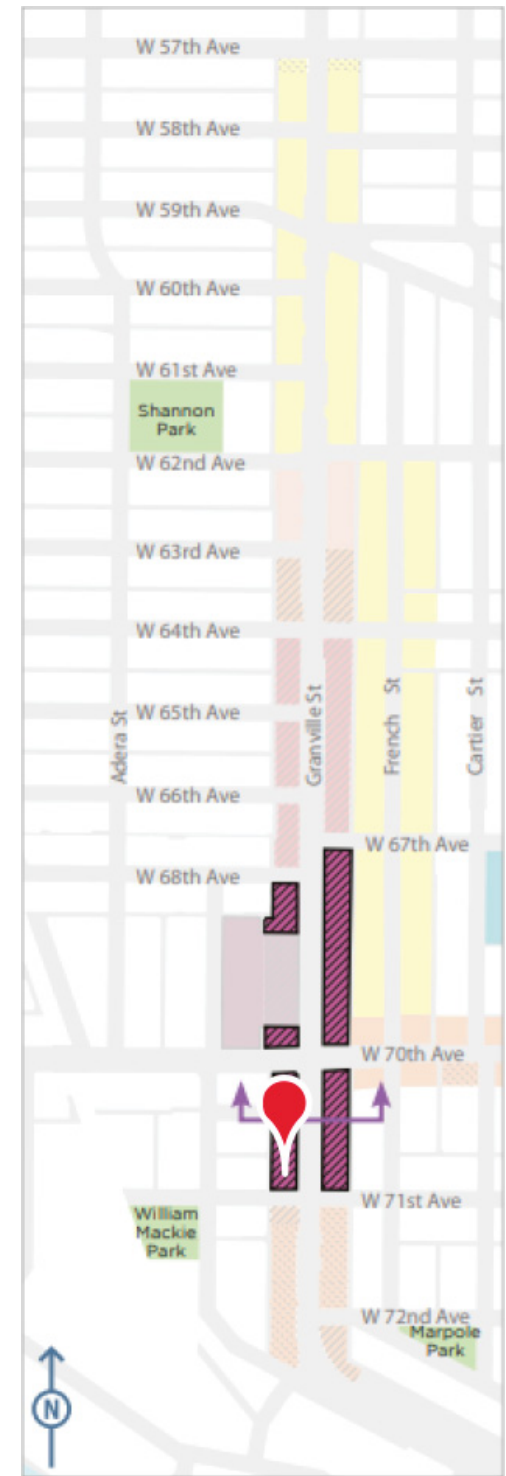 W 57th Ave
W 58th Ave
W 59th Ave
W 60th Ave
W 61st Ave
Shannon
Park
W 62nd Ave
W 63rd Ave
W 64th Ave
Adera St
W 65th Ave
Granville St
French St
Cartier St
W 66th Ave
W 67th Ave
W 68th Ave
W 70th Ave
W 71st Ave
William
Mackie
Park
W 72nd Ave
Marpole
Park
N